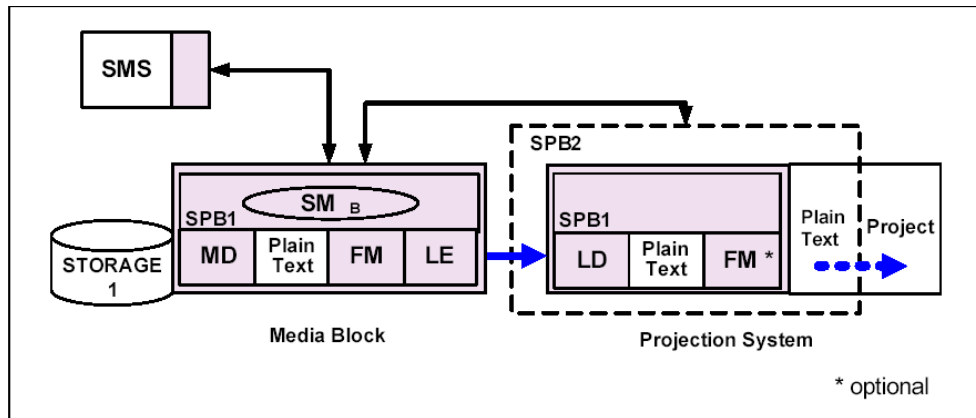 SMS
SPB2
SM B
SPB1
MD
Plain
Text
FM
LE
STORAGE
1
SPB1
LD
Plain
Text
FM *
Plain
Text
Project
Media Block
Projection System
* optional